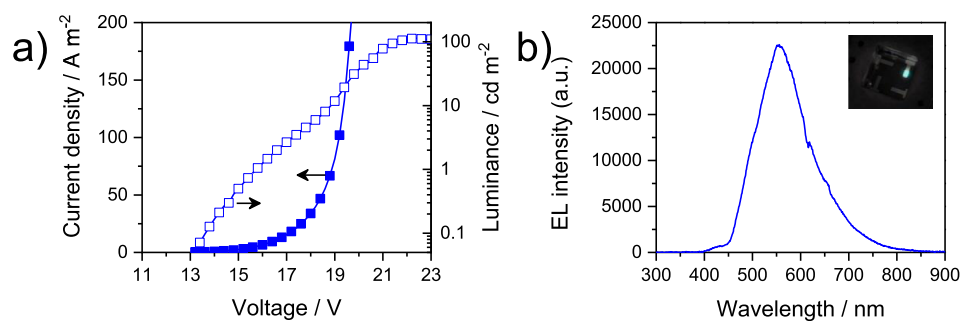 a)
Current density / A m⁻²
200
150
100
50
0
11 13 15 17 19 21 23
Voltage / V
100
10
1
0.1
Luminance / cd m⁻²
b)
EL intensity (a.u.)
25000
20000
15000
10000
5000
0
300 400 500 600 700 800 900
Wavelength / nm